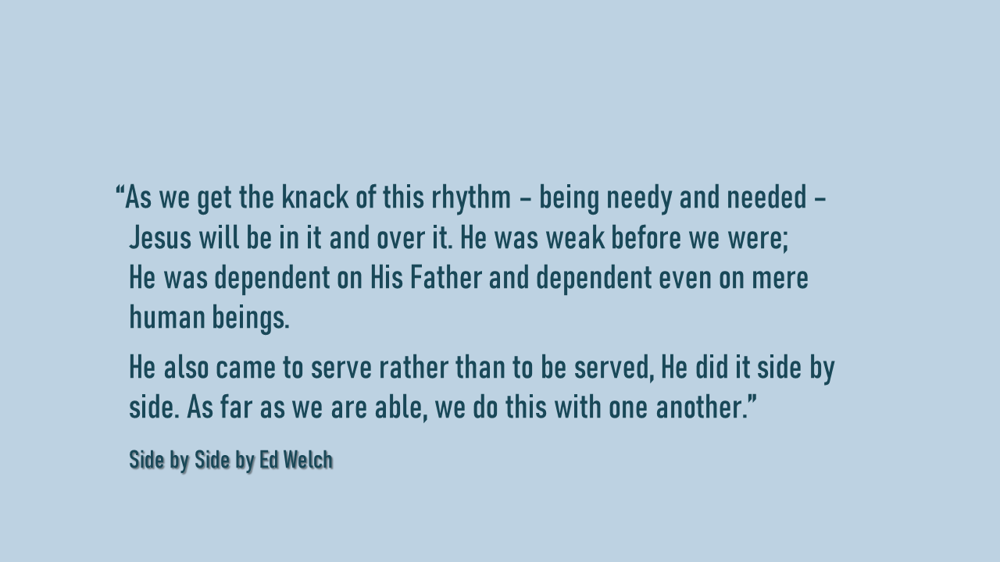 “As we get the knack of this rhythm – being needy and needed –
Jesus will be in it and over it. He was weak before we were;
He was dependent on His Father and dependent even on mere
human beings.
He also came to serve rather than to be served, He did it side by
side. As far as we are able, we do this with one another.”
Side by Side by Ed Welch